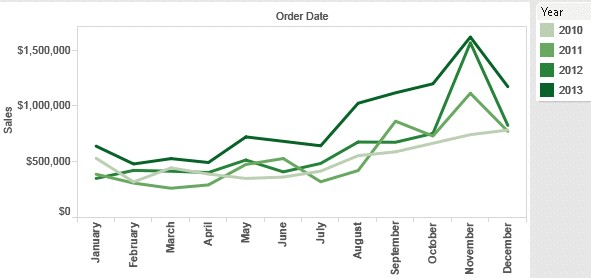 Order Date
Year
2010
2011
2012
2013
Sales
$1,500,000
$1,000,000
$500,000
$0
January
February
March
April
May
June
July
August
September
October
November
December